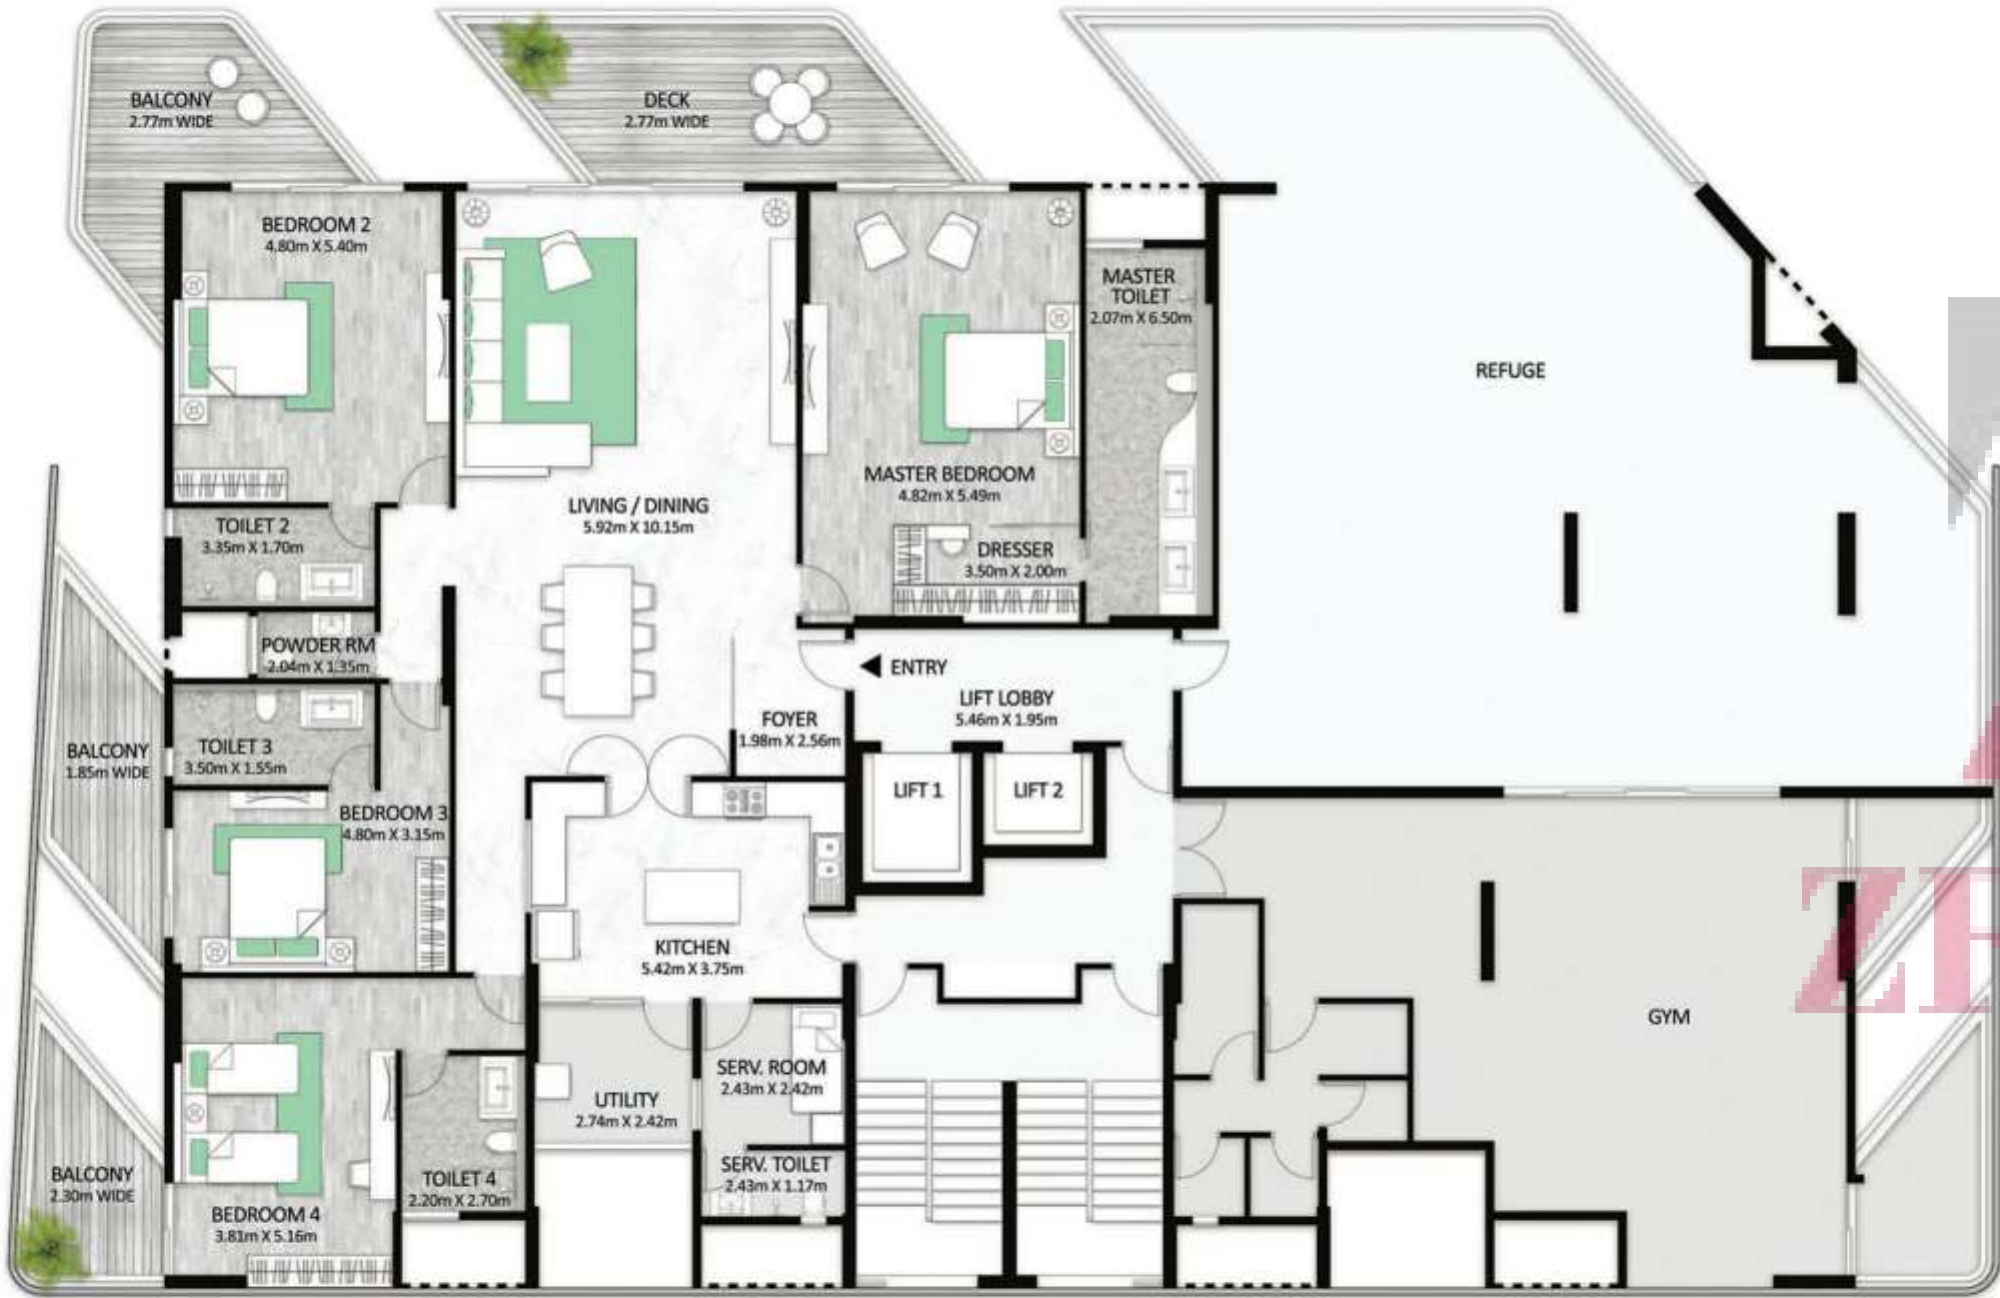 BALCONY
2.77m WIDE
DECK
2.77m WIDE
BEDROOM 2
4.80m X 5.40m
MASTER
TOILET
2.07m X 6.50m
REFUGE
MASTER BEDROOM
4.82m X 5.49m
LIVING / DINING
5.92m X 10.15m
TOILET 2
3.35m X 1.70m
DRESSER
3.50m X 2.00m
POWDER RM
2.04m X 1.35m
ENTRY
LIFT LOBBY
5.46m X 1.95m
FOYER
1.98m X 2.56m
TOILET 3
3.50m X 1.55m
BALCONY
1.85m WIDE
LIFT 1
LIFT 2
BEDROOM 3
4.80m X 3.15m
KITCHEN
5.42m X 3.75m
GYM
SERV. ROOM
2.43m X 2.42m
UTILITY
2.74m X 2.42m
SERV. TOILET
2.43m X 1.17m
TOILET 4
2.20m X 2.70m
BALCONY
2.30m WIDE
BEDROOM 4
3.81m X 5.16m